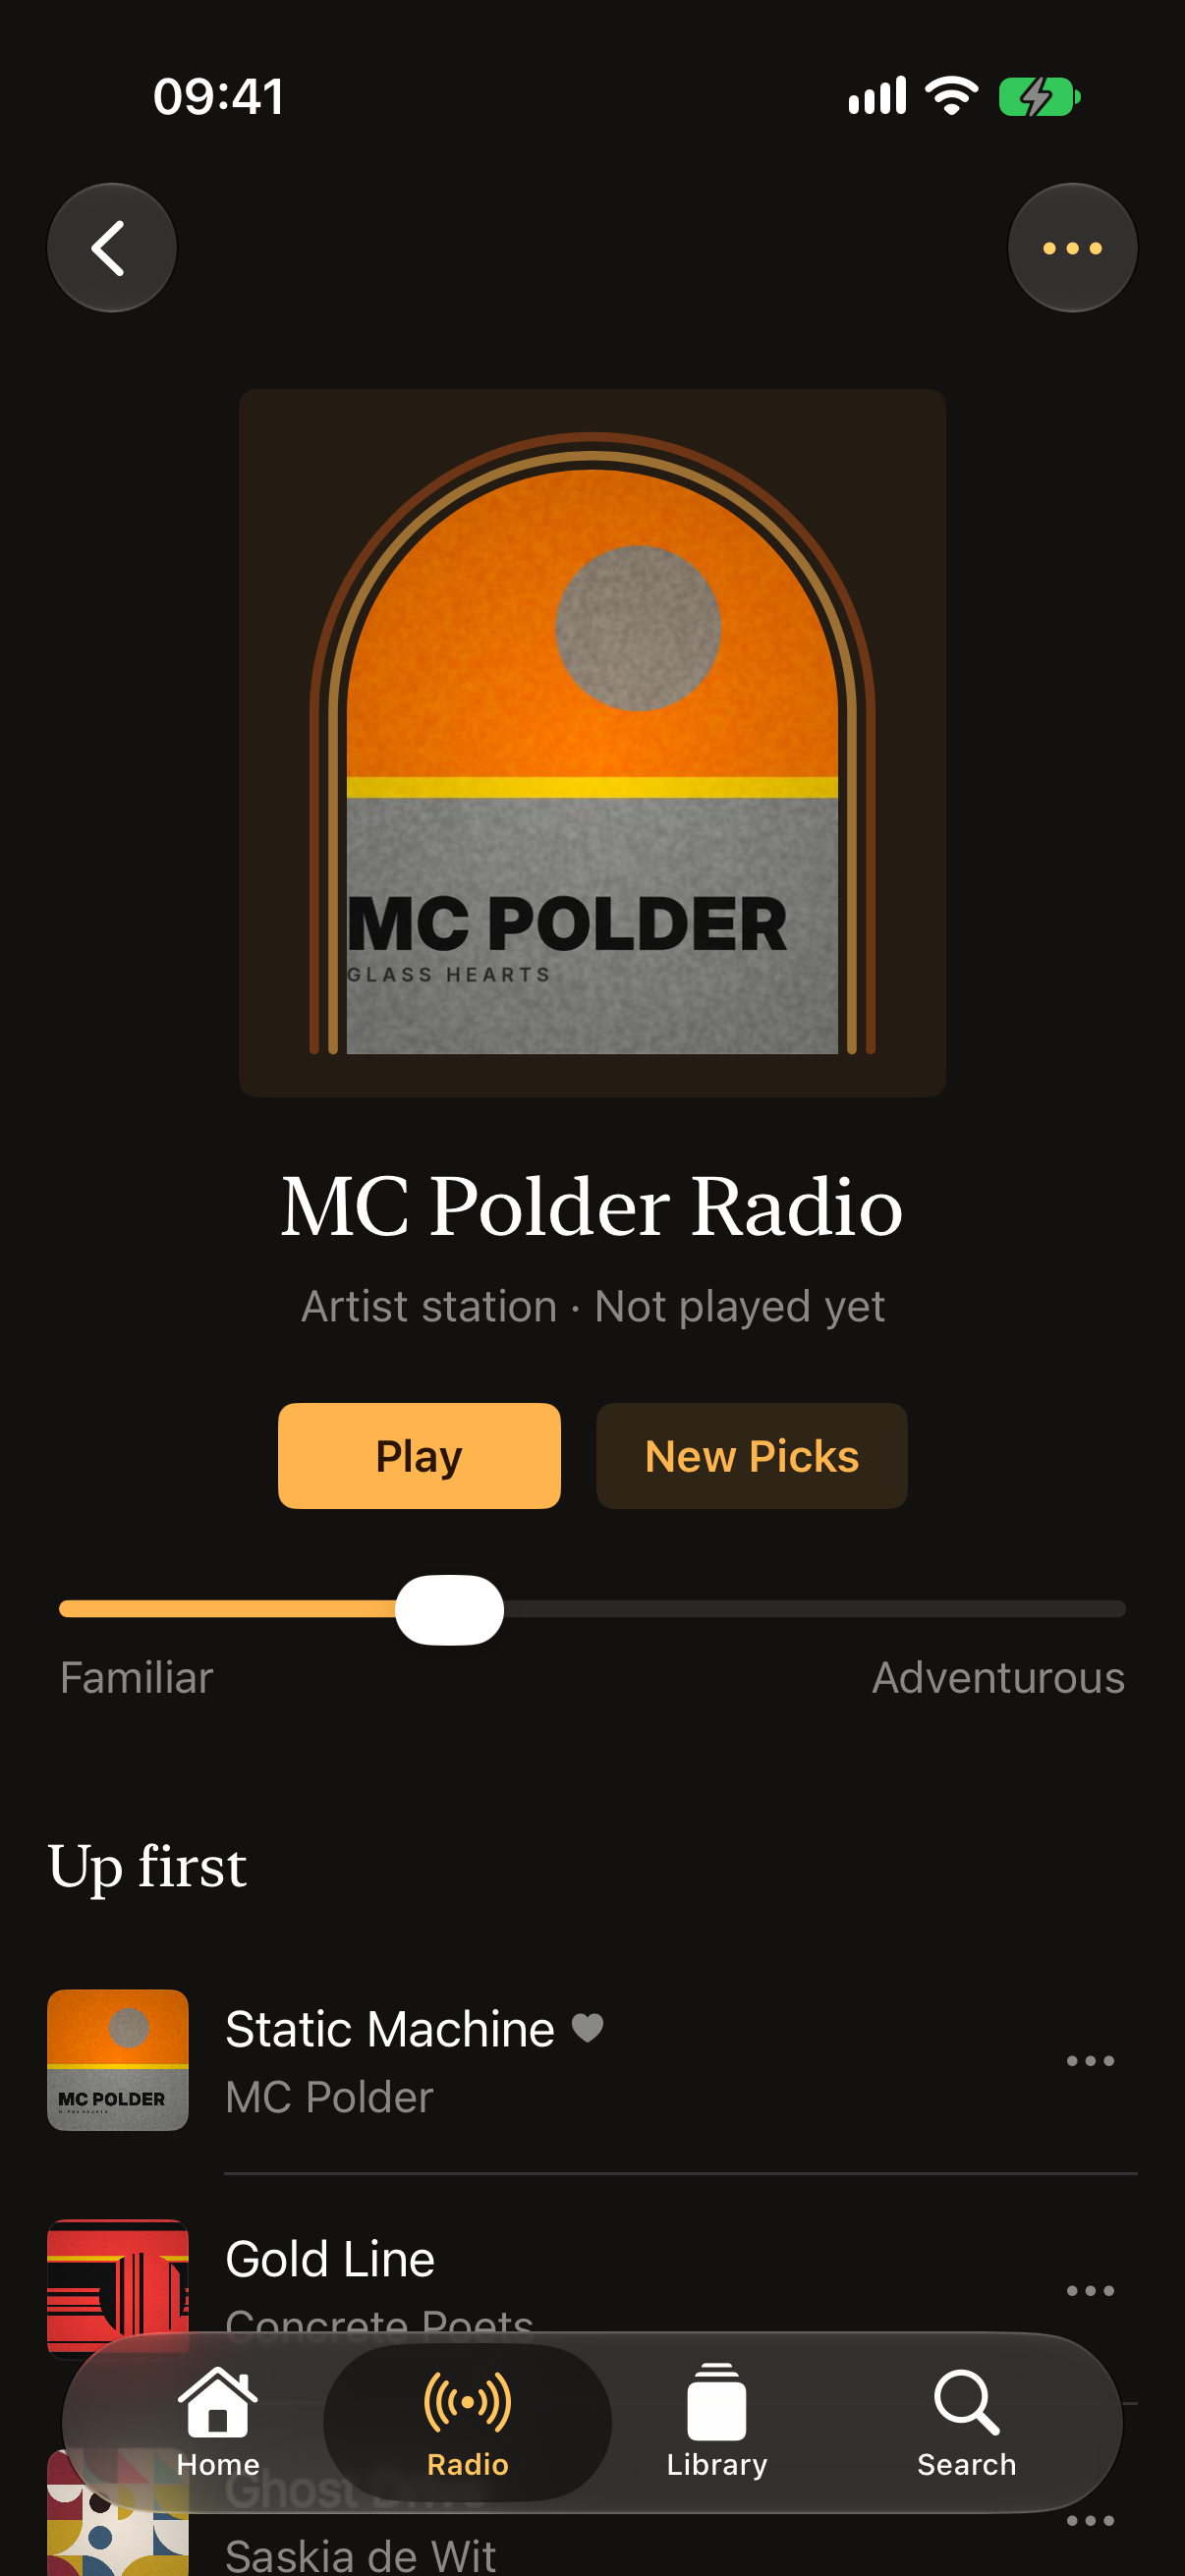 09:41
MC POLDER
GLASS HEARTS
MC Polder Radio
Artist station · Not played yet
Play
New Picks
Familiar
Adventurous
Up first
MC POLDER
Static Machine
MC Polder
Gold Line
Concrete Poets
Home
Radio
Library
Search
Ghost
Saskia de Wit